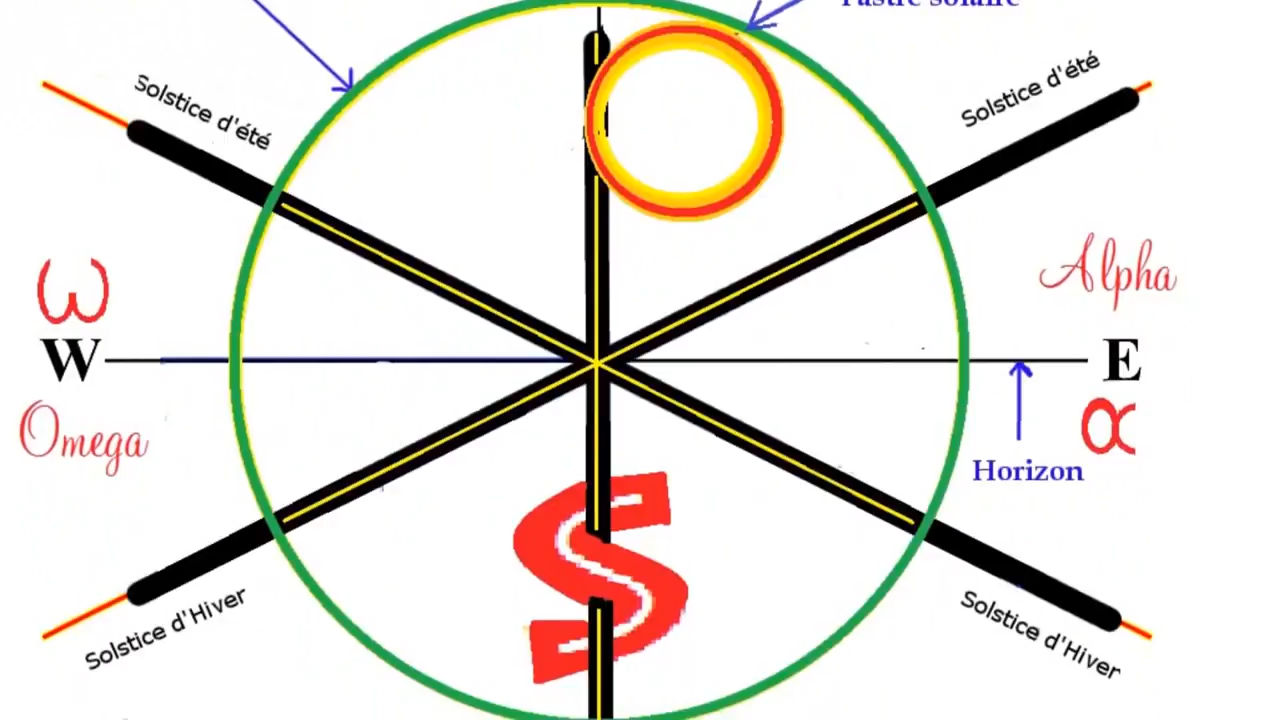 l'astre solaire
Solstice d'été
Solstice d'été
Alpha
ω
W
E
Omega
α
Horizon
S
Solstice d'Hiver
Solstice d'Hiver